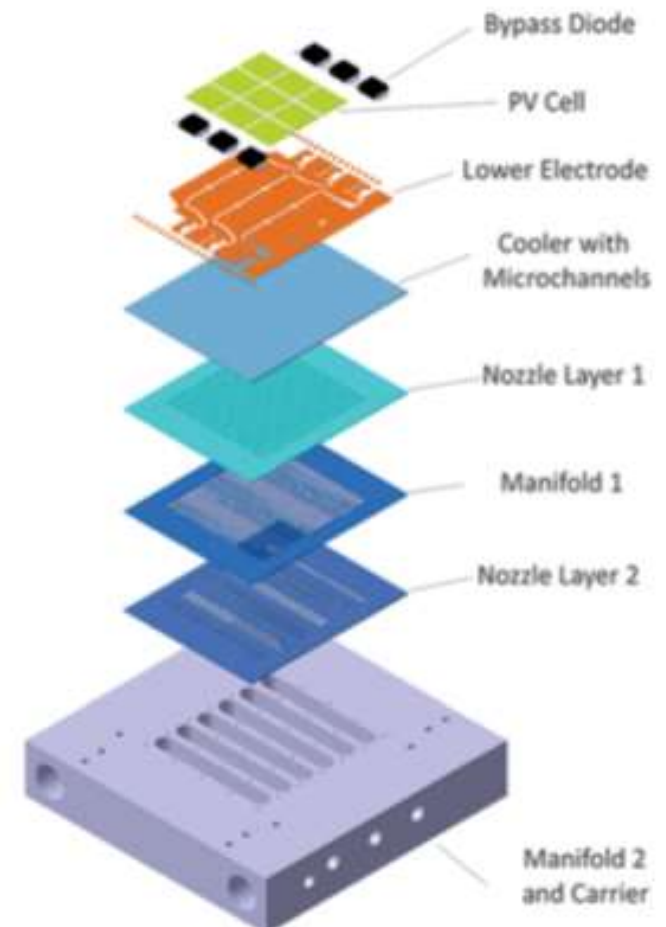 Bypass Diode
PV Cell
Lower Electrode
Cooler with
Microchannels
Nozzle Layer 1
Manifold 1
Nozzle Layer 2
Manifold 2
and Carrier